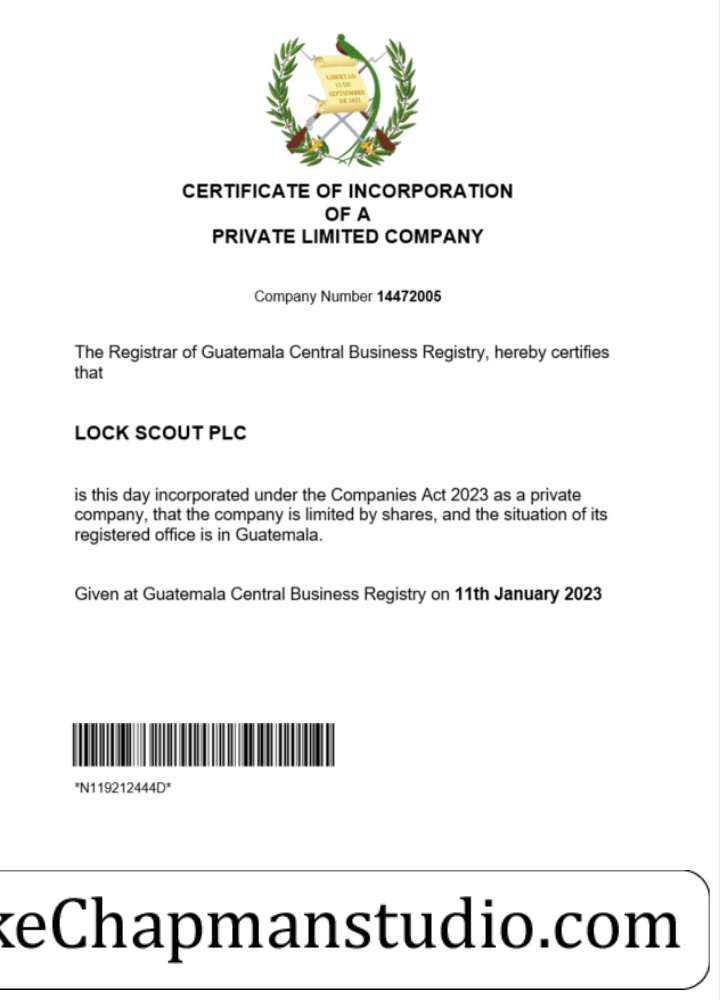 LIBERTAD
15 DE
SEPTIEMBRE
DE 1821
CERTIFICATE OF INCORPORATION
OF A
PRIVATE LIMITED COMPANY
Company Number 14472005
The Registrar of Guatemala Central Business Registry, hereby certifies
that
LOCK SCOUT PLC
is this day incorporated under the Companies Act 2023 as a private
company, that the company is limited by shares, and the situation of its
registered office is in Guatemala.
Given at Guatemala Central Business Registry on 11th January 2023
*N119212444D*
keChapmanstudio.com